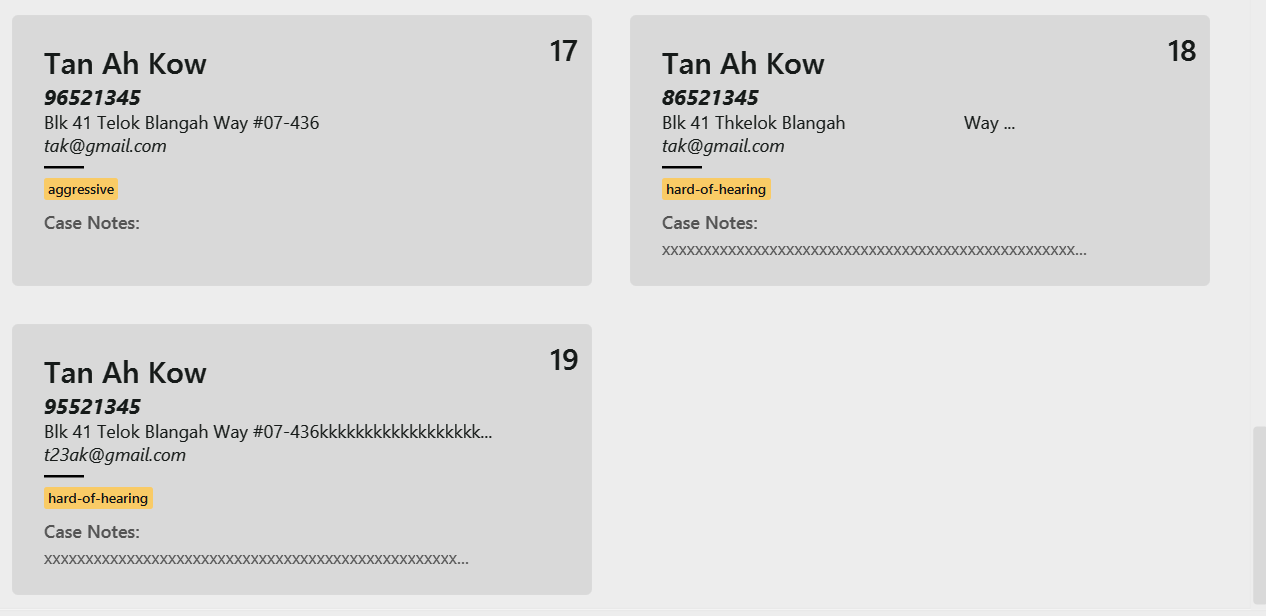 Tan Ah Kow
17
96521345
Blk 41 Telok Blangah Way #07-436
tak@gmail.com
aggressive
Case Notes:
Tan Ah Kow
18
86521345
Blk 41 Thkelok Blangah Way ...
tak@gmail.com
hard-of-hearing
Case Notes:
xxxxxxxxxxxxxxxxxxxxxxxxxxxxxxxxxxxxxxxxxxxxxxxxxxx...
Tan Ah Kow
19
95521345
Blk 41 Telok Blangah Way #07-436kkkkkkkkkkkkkkkkkk...
t23ak@gmail.com
hard-of-hearing
Case Notes:
xxxxxxxxxxxxxxxxxxxxxxxxxxxxxxxxxxxxxxxxxxxxxxxxxxx...